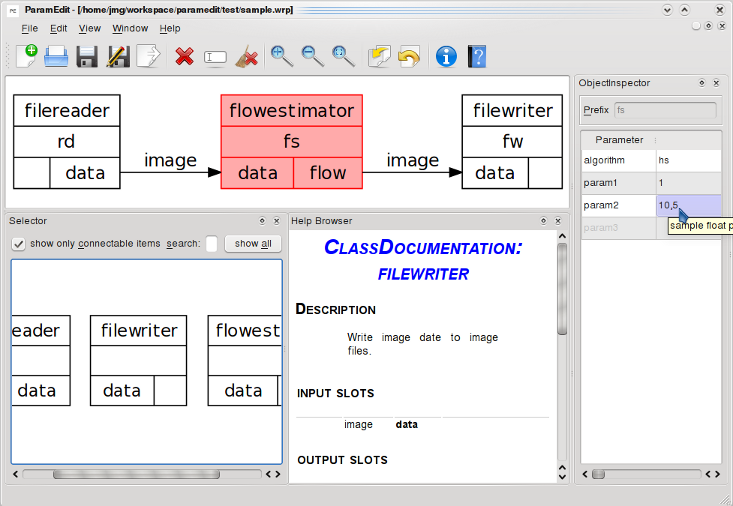 ParamEdit - [/home/jmg/workspace/paramedit/test/sample.wrp]
File Edit View Window Help
filereader
rd
data
image
flowestimator
fs
data flow
image
filewriter
fw
data
ObjectInspector
Prefix fs
Parameter
algorithm hs
param1 1
param2 10,5
sample float p
param3
Selector
show only connectable items search: show all
eader
data
filewriter
data
flowest
data
Help Browser
CLASSDOCUMENTATION:
FILEWRITER
DESCRIPTION
Write image date to image
files.
INPUT SLOTS
image data
OUTPUT SLOTS